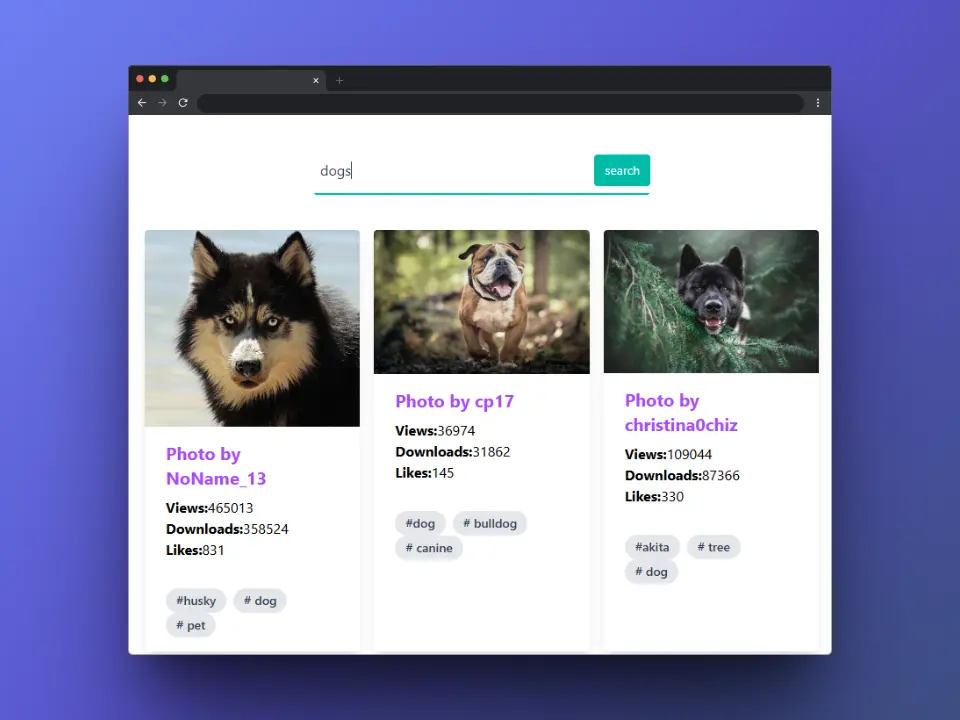 dogs
search
Photo by
NoName_13
Views:465013
Downloads:358524
Likes:831
#husky # dog
# pet
Photo by cp17
Views:36974
Downloads:31862
Likes:145
#dog # bulldog
# canine
Photo by
christina0chiz
Views:109044
Downloads:87366
Likes:330
#akita # tree
# dog